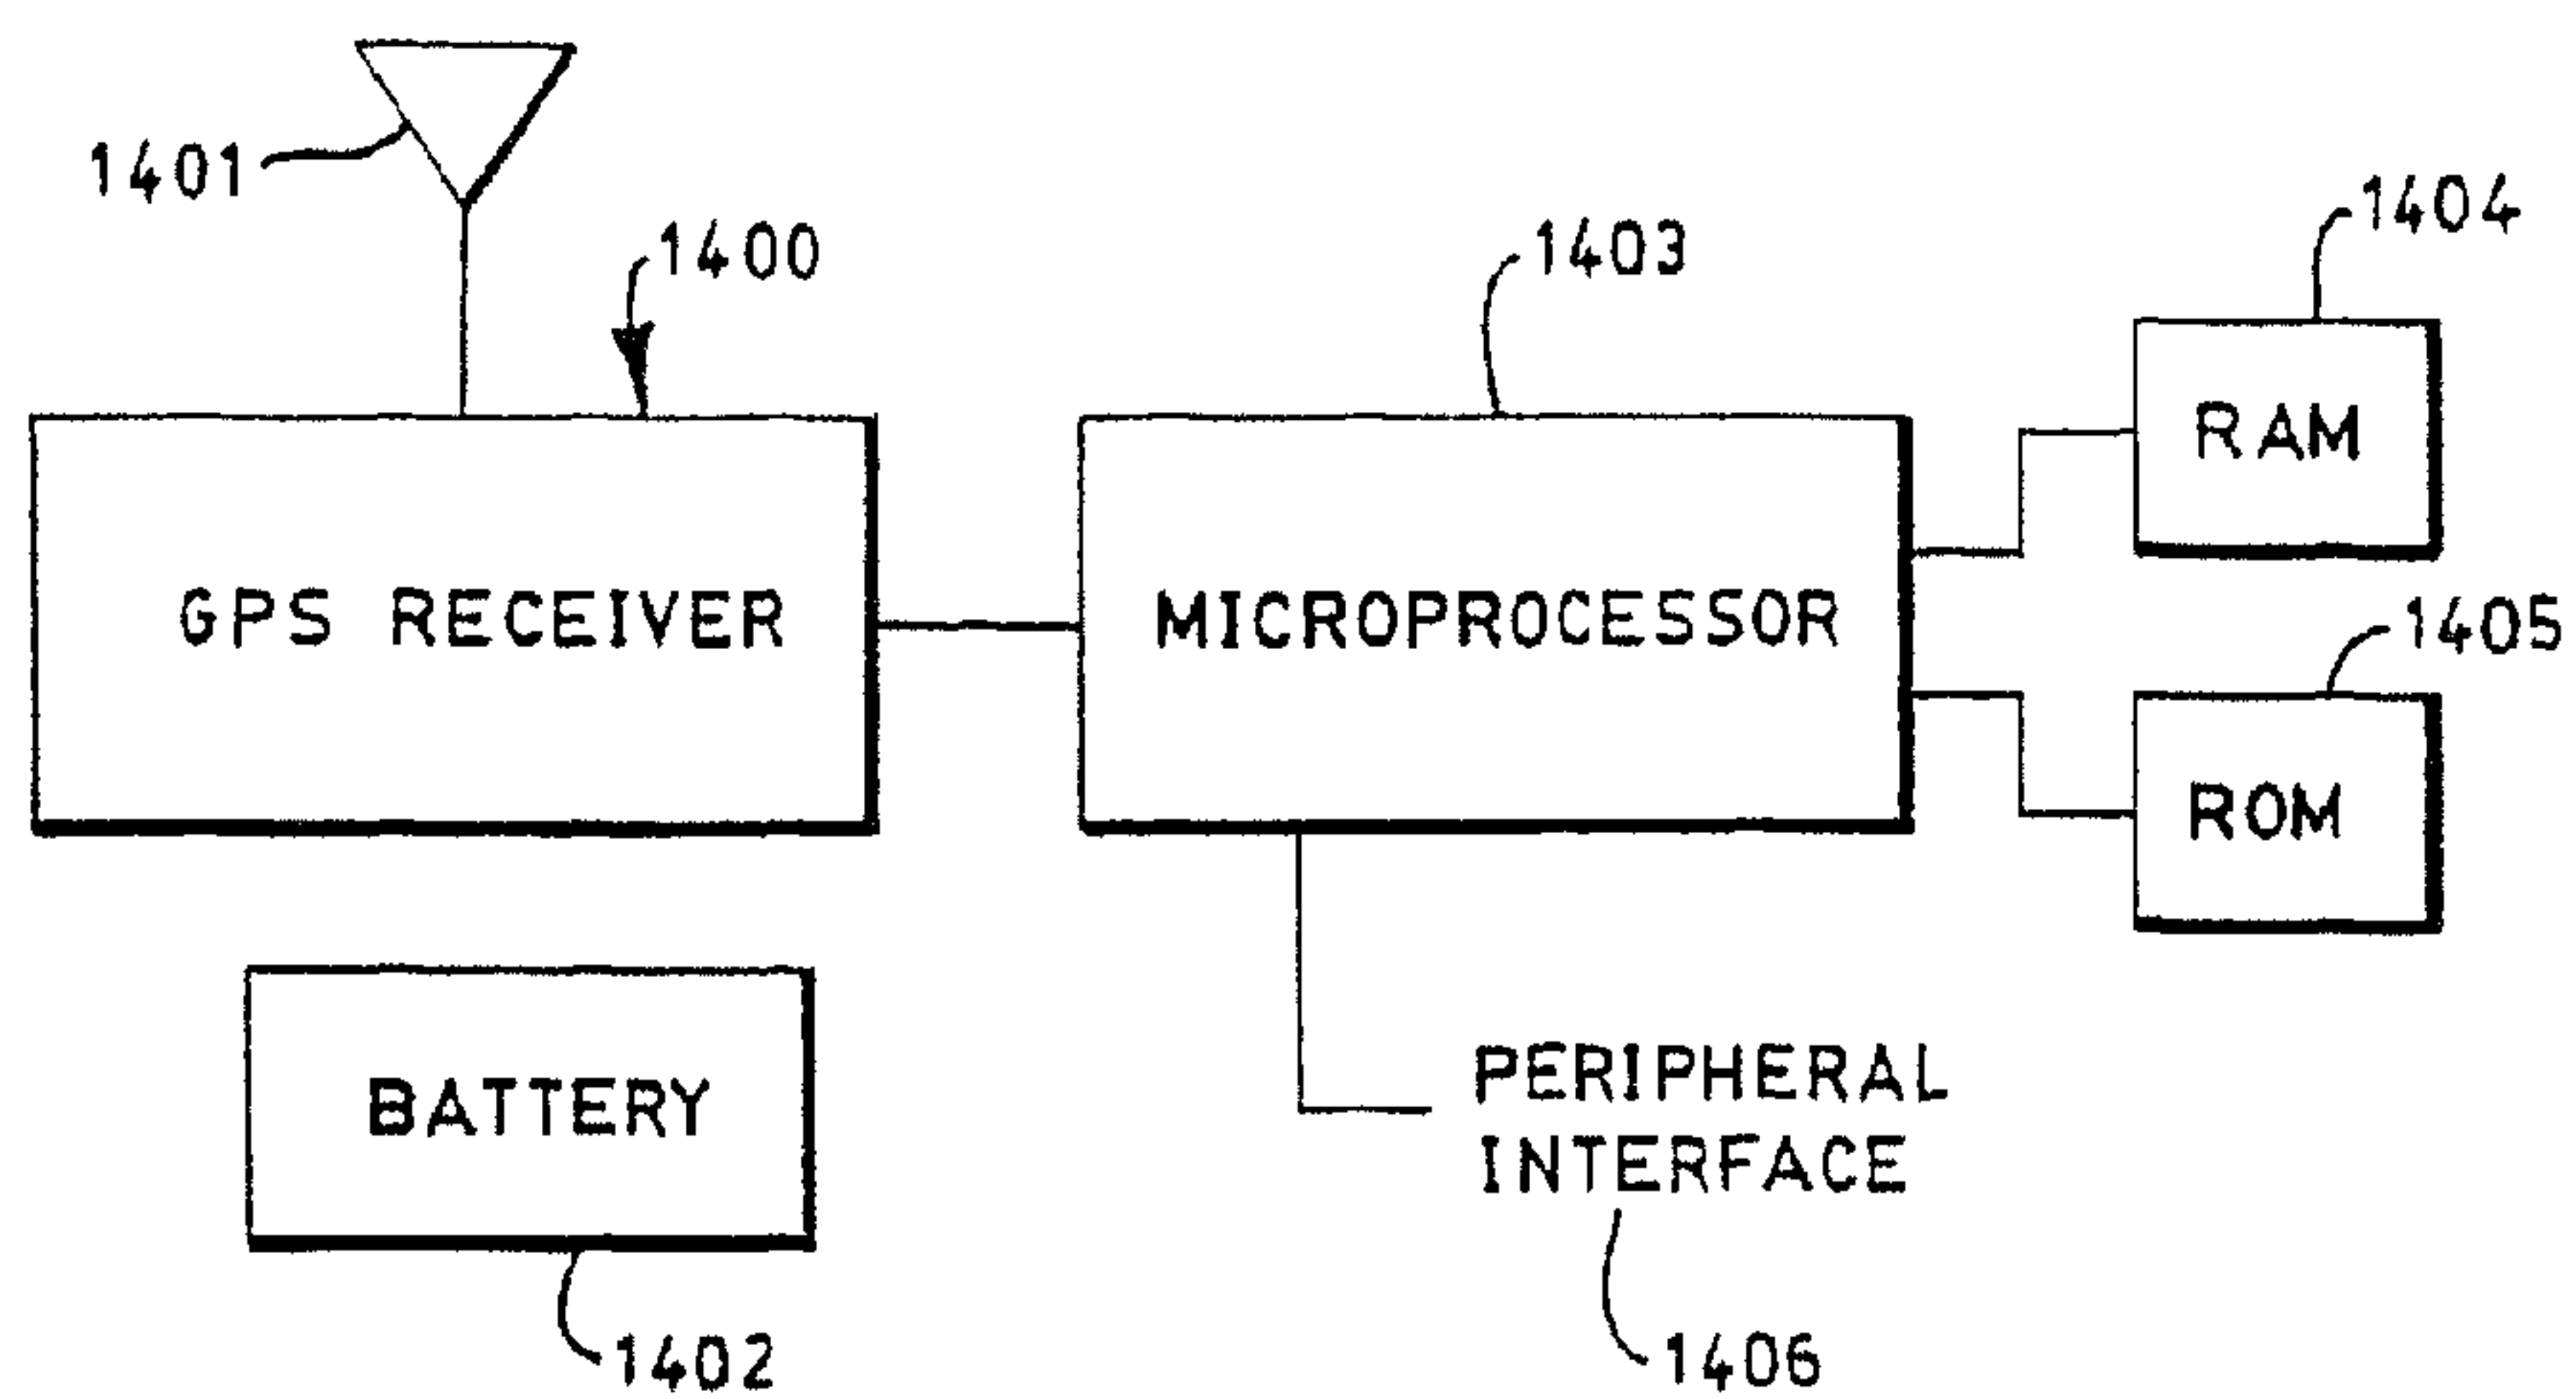 1401
1400
1403
1404
GPS RECEIVER
MICROPROCESSOR
RAM
1405
ROM
BATTERY
PERIPHERAL
INTERFACE
1402
1406